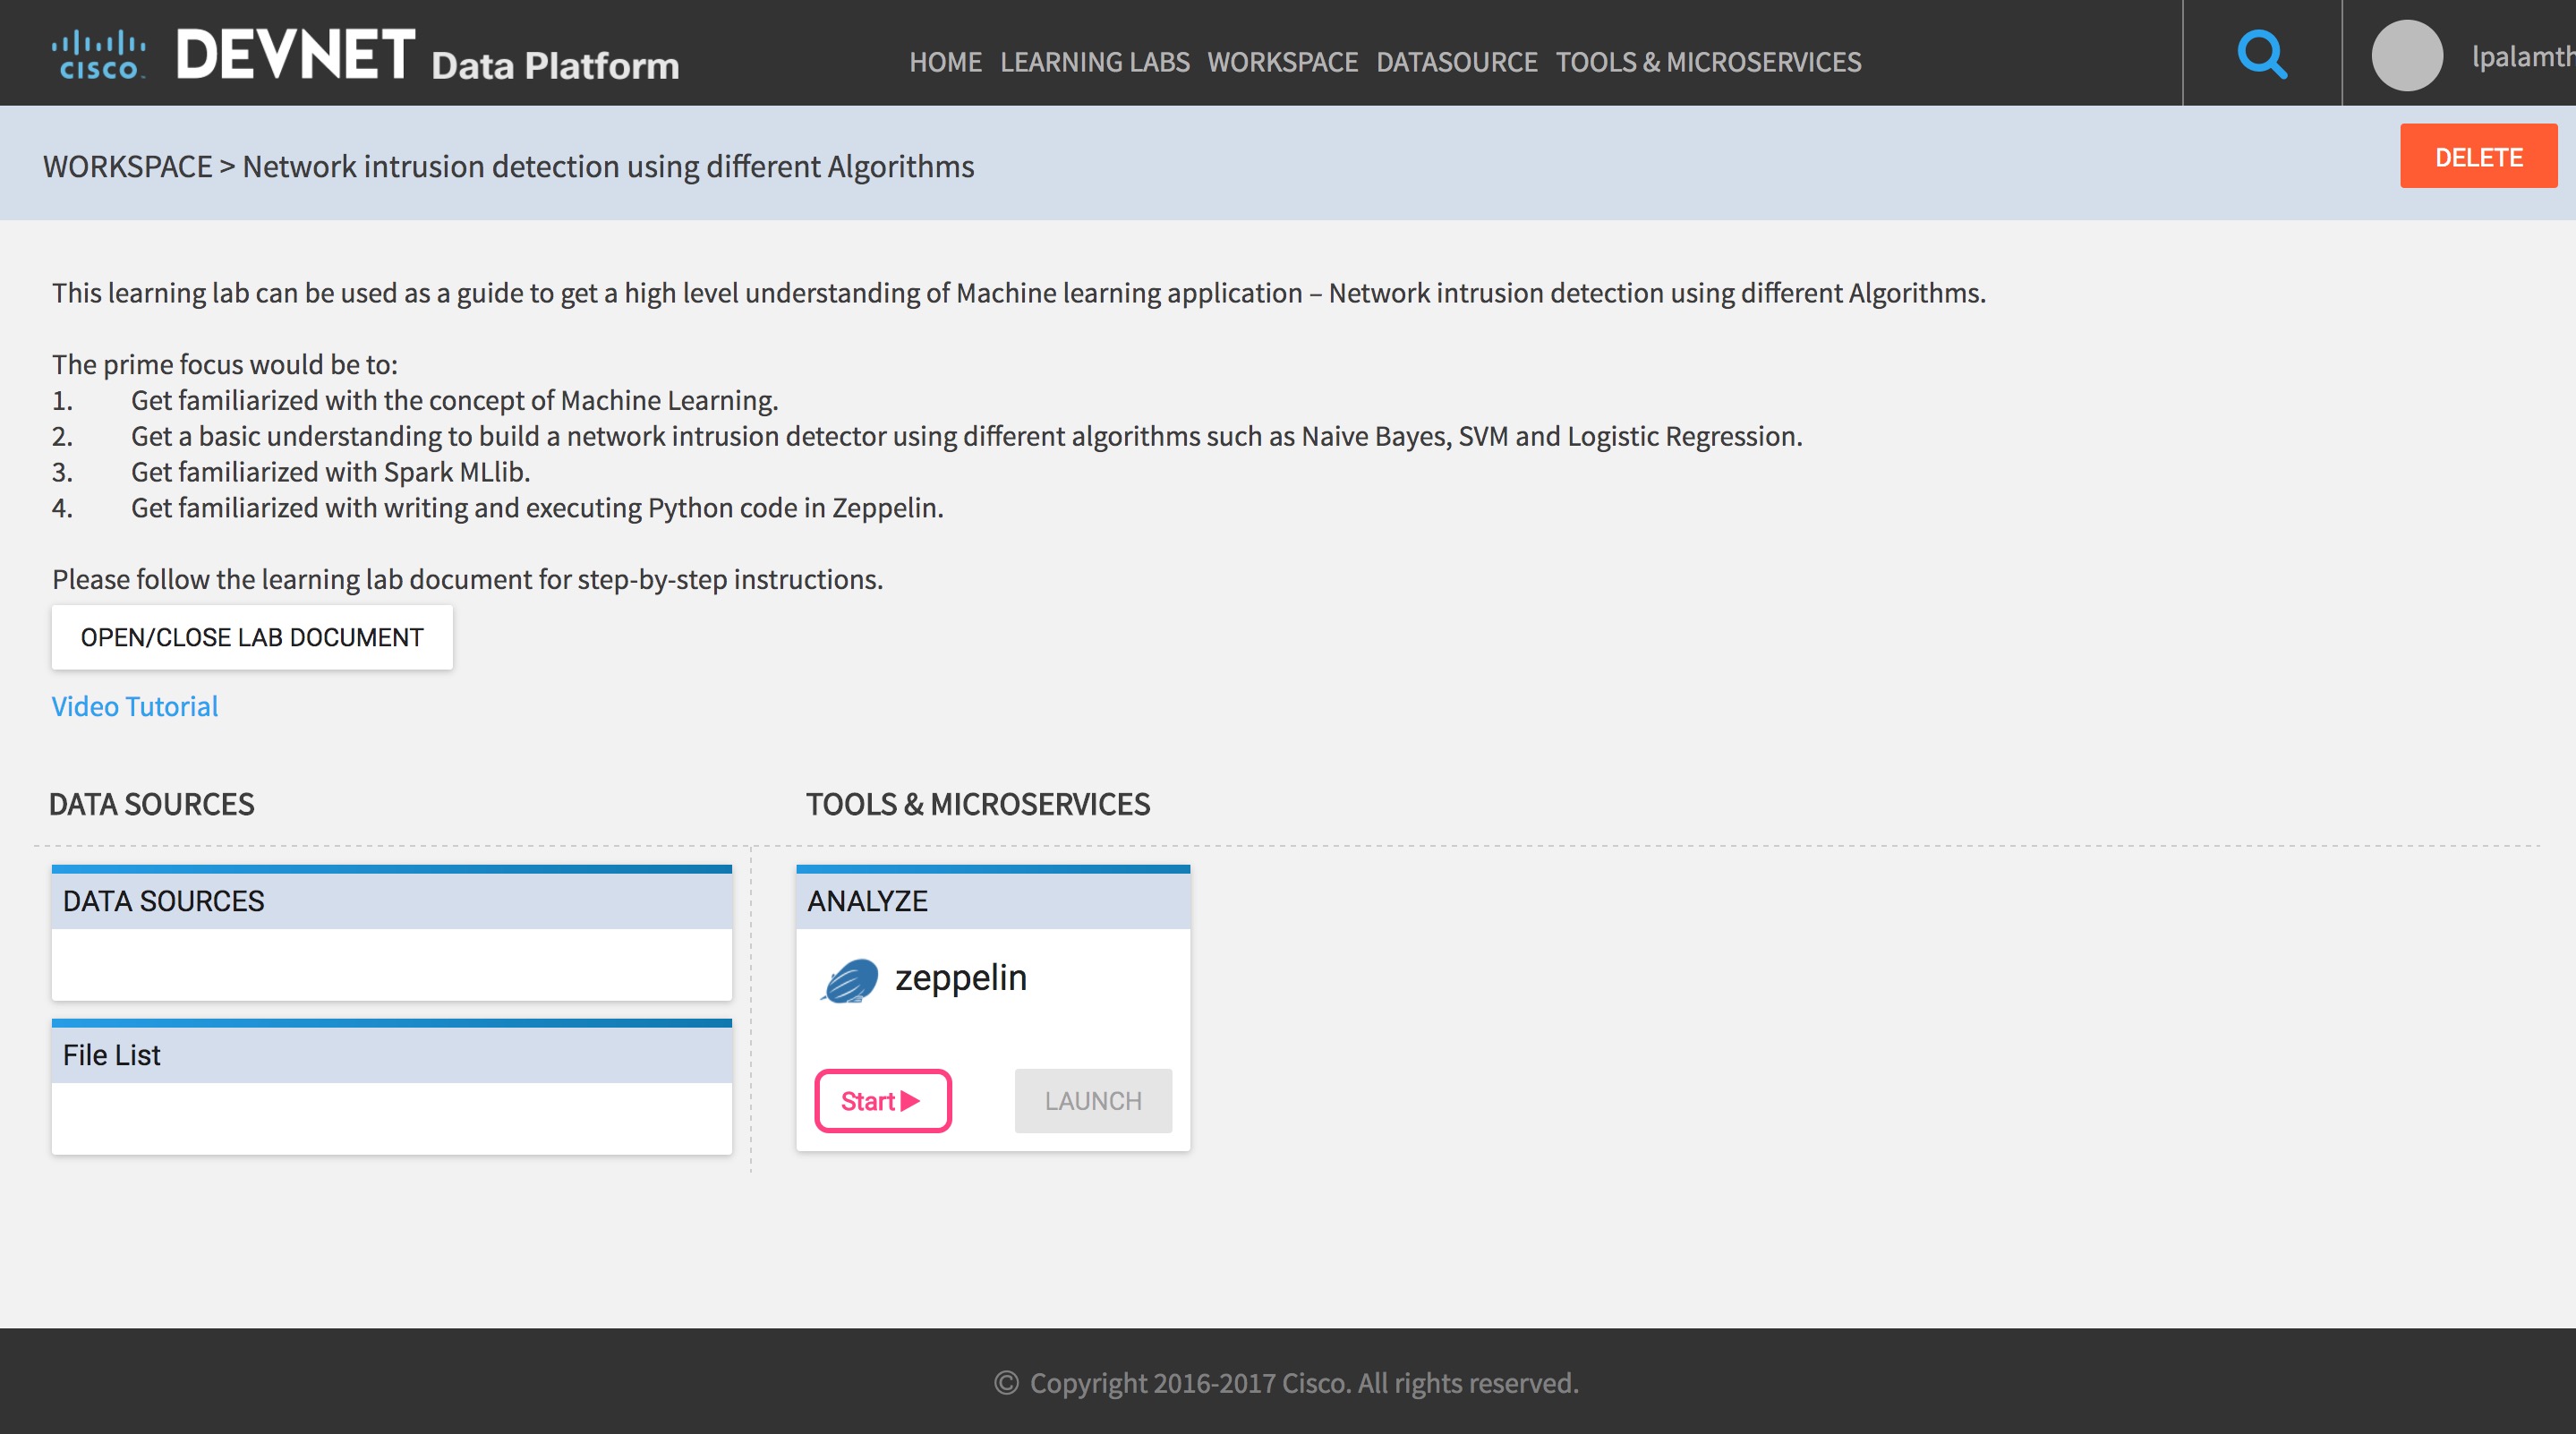 CISCO DEVNET Data Platform
HOME LEARNING LABS WORKSPACE DATASOURCE TOOLS & MICROSERVICES
lpalamth
WORKSPACE > Network intrusion detection using different Algorithms
DELETE
This learning lab can be used as a guide to get a high level understanding of Machine learning application – Network intrusion detection using different Algorithms.
The prime focus would be to:
1. Get familiarized with the concept of Machine Learning.
2. Get a basic understanding to build a network intrusion detector using different algorithms such as Naive Bayes, SVM and Logistic Regression.
3. Get familiarized with Spark MLlib.
4. Get familiarized with writing and executing Python code in Zeppelin.
Please follow the learning lab document for step-by-step instructions.
OPEN/CLOSE LAB DOCUMENT
Video Tutorial
DATA SOURCES
TOOLS & MICROSERVICES
DATA SOURCES
File List
ANALYZE
zeppelin
Start
LAUNCH
© Copyright 2016-2017 Cisco. All rights reserved.